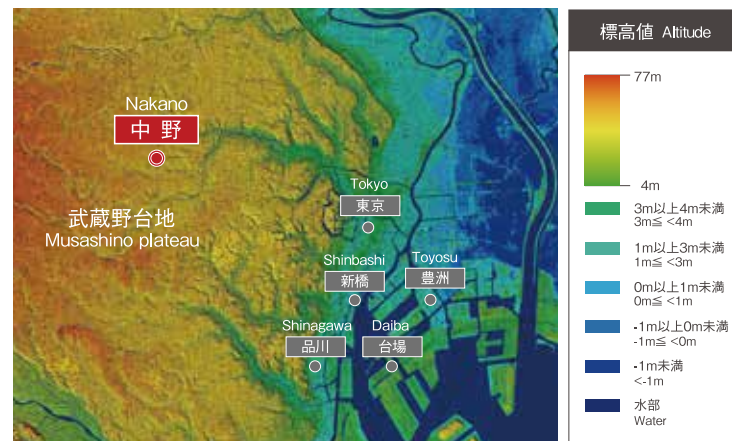 Nakano
中野
武蔵野台地
Musashino plateau
Tokyo
東京
Shinbashi
新橋
Toyosu
豊洲
Shinagawa
品川
Daiba
台場
標高値 Altitude
77m
4m
3m以上4m未満
3m≦ <4m
1m以上3m未満
1m≦ <3m
0m以上1m未満
0m≦ <1m
-1m以上0m未満
-1m≦ <0m
-1m未満
<-1m
水部
Water